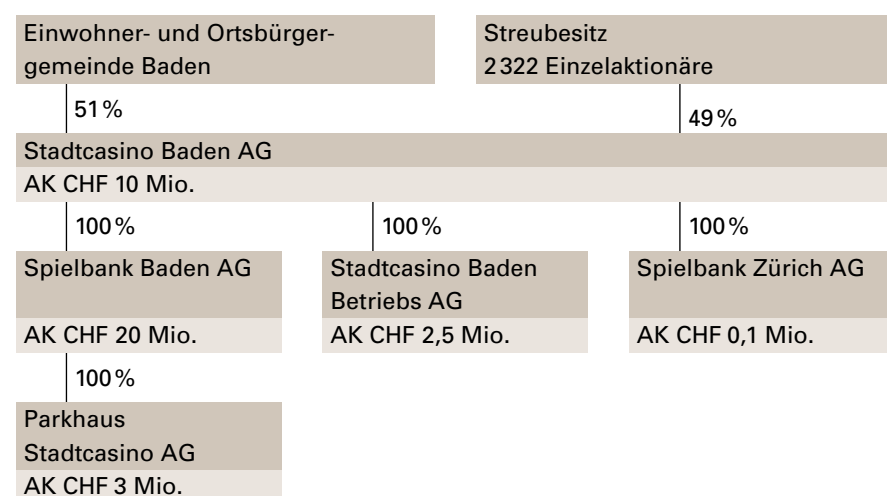 Einwohner- und Ortsbürger-
gemeinde Baden
Streubesitz
2 322 Einzelaktionäre
51 %
49 %
Stadtcasino Baden AG
AK CHF 10 Mio.
100 %
100 %
100 %
Spielbank Baden AG
AK CHF 20 Mio.
Stadtcasino Baden
Betriebs AG
AK CHF 2,5 Mio.
Spielbank Zürich AG
AK CHF 0,1 Mio.
100 %
Parkhaus
Stadtcasino AG
AK CHF 3 Mio.